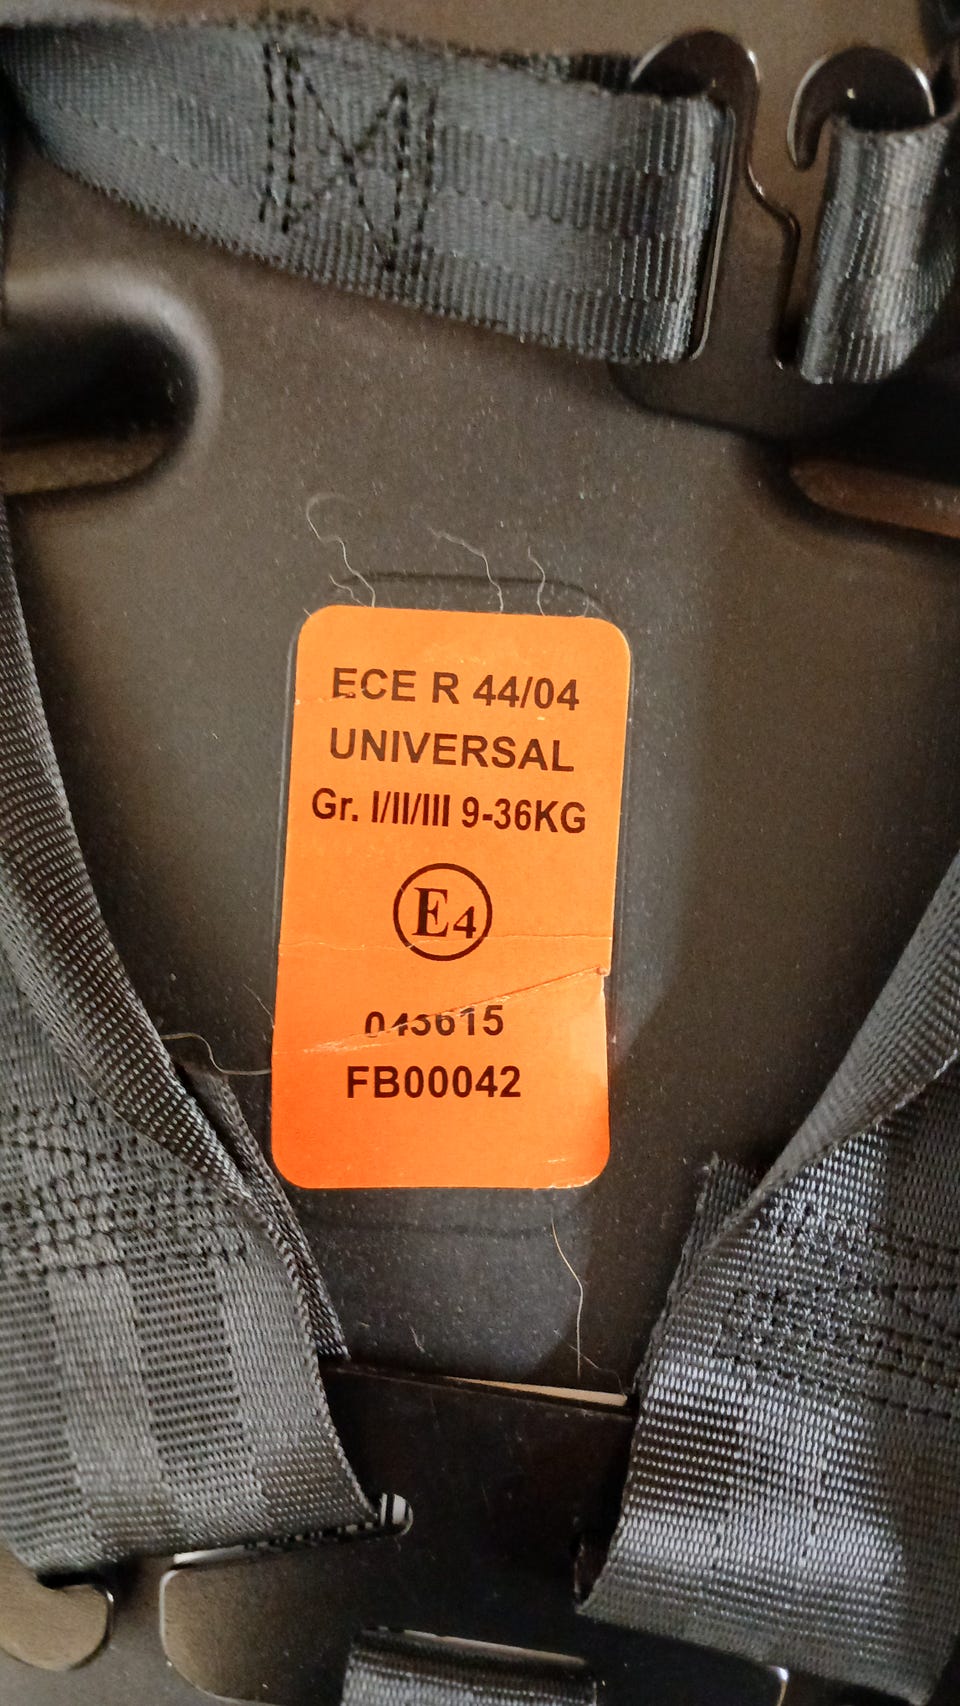 ECE R 44/04
UNIVERSAL
Gr. I/II/III 9-36KG
E4
FB00042